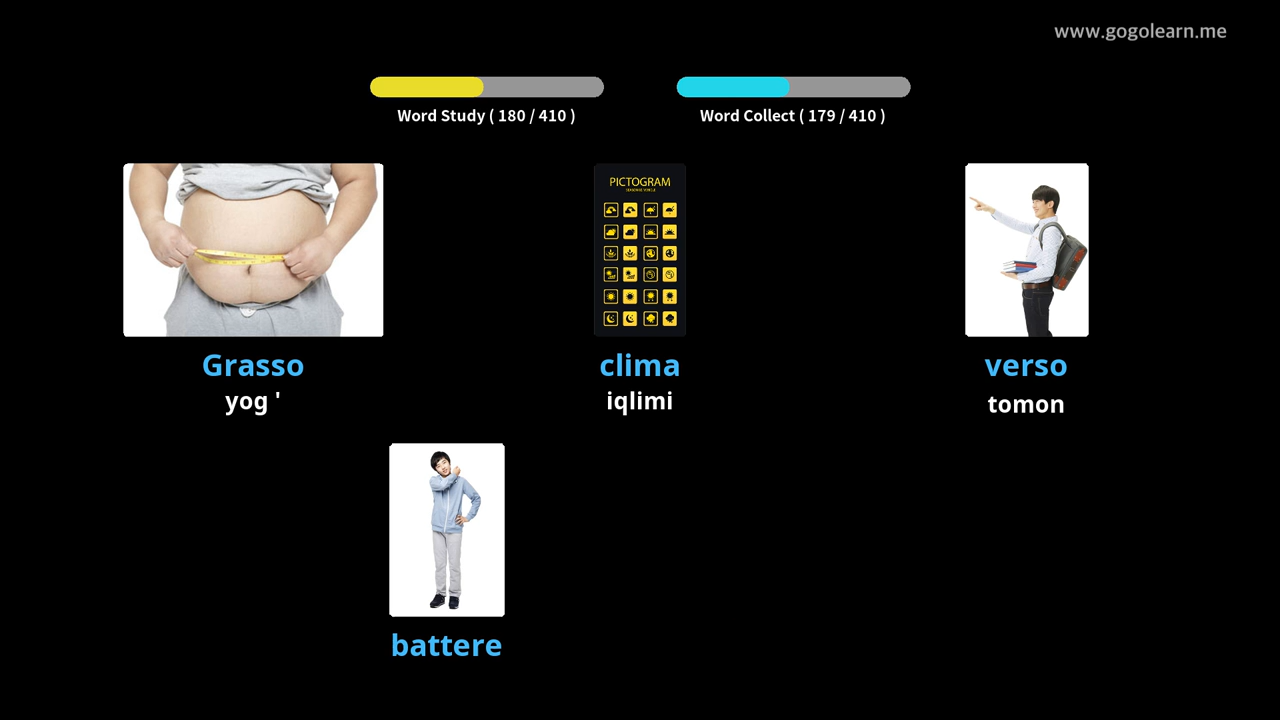 www.gogolearn.me
Word Study ( 180 / 410 )
Word Collect ( 179 / 410 )
PICTOGRAM
Grasso
clima
verso
yog '
iqlimi
tomon
battere